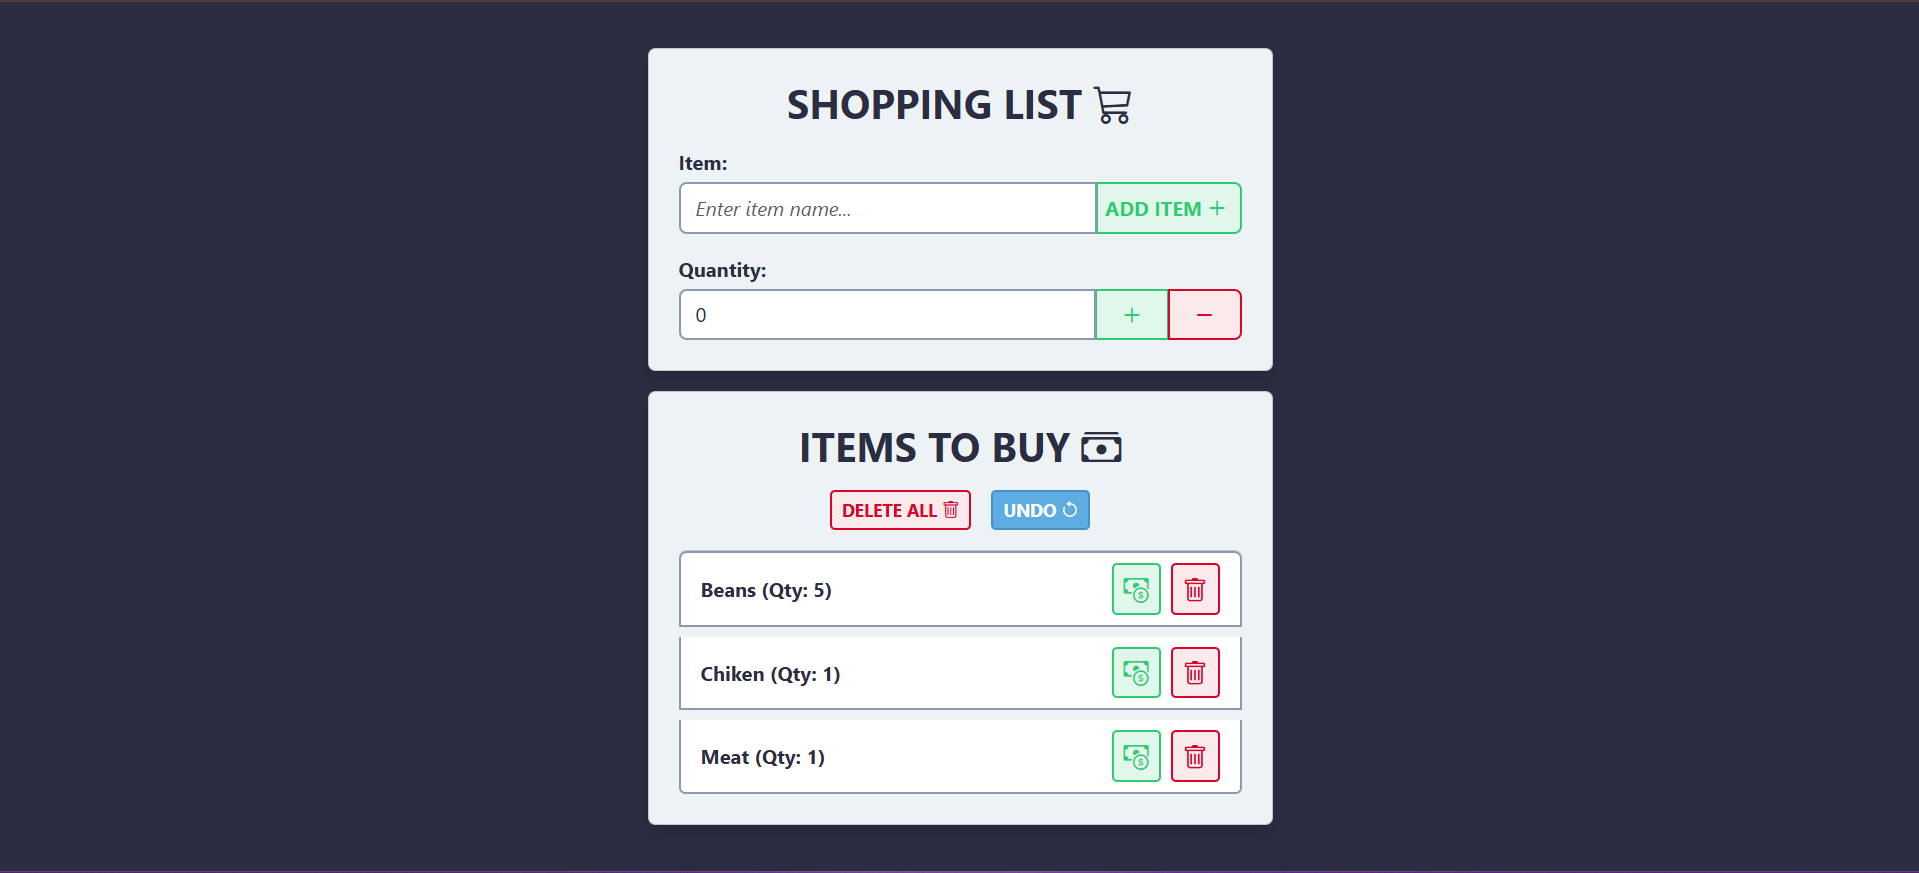 SHOPPING LIST
Item:
Enter item name...
ADD ITEM +
Quantity:
0
+
−
ITEMS TO BUY
DELETE ALL
UNDO
Beans (Qty: 5)
Chiken (Qty: 1)
Meat (Qty: 1)